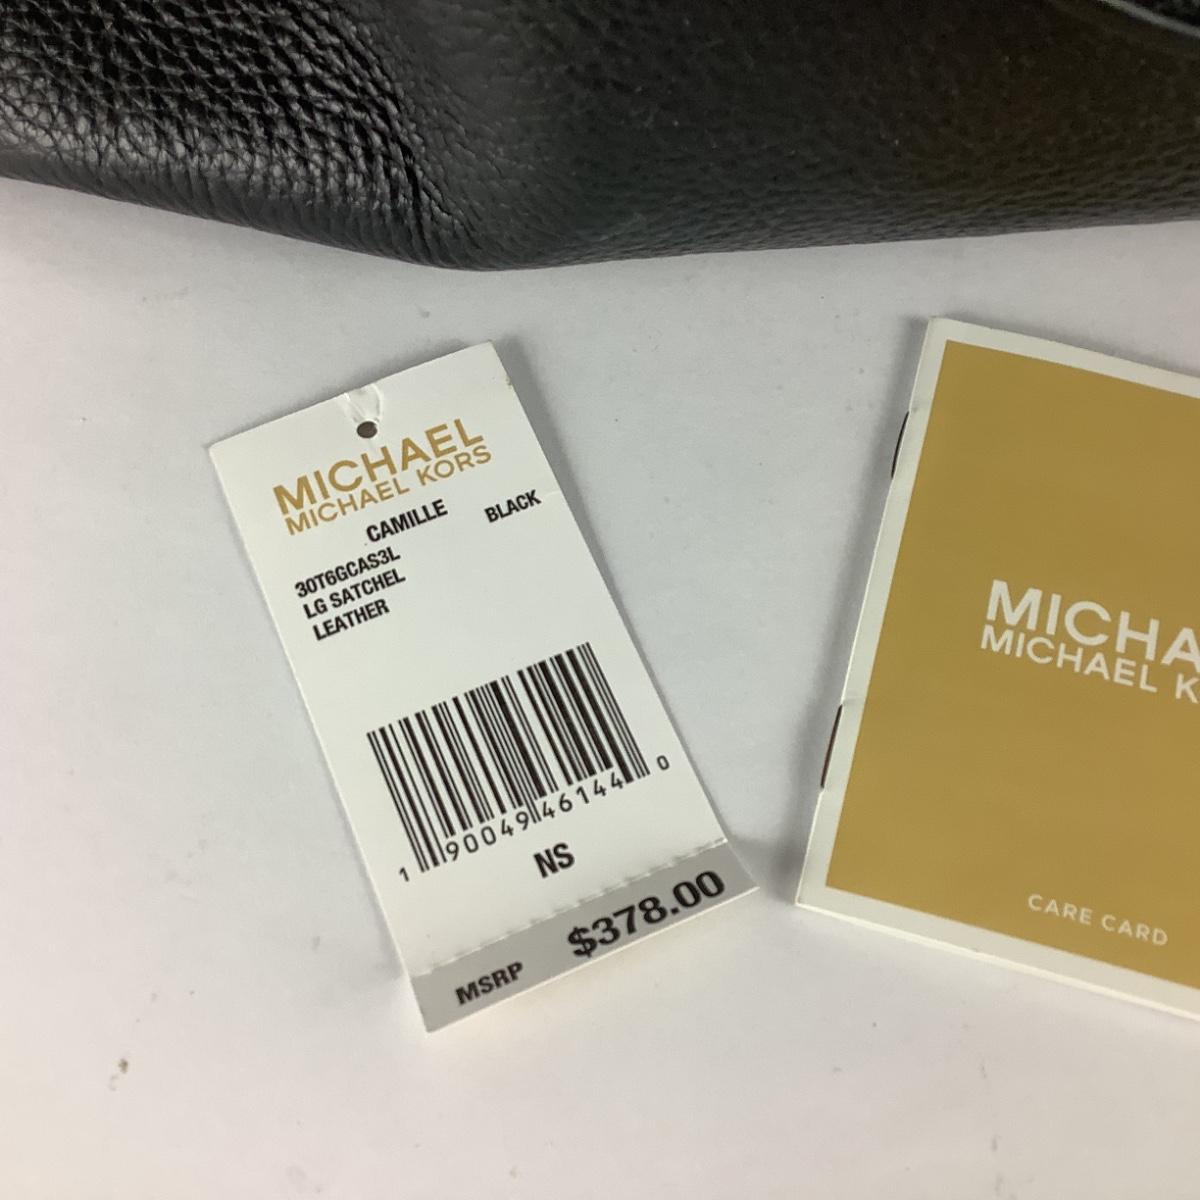 MICHAEL
MICHAEL KORS
CAMILLE BLACK
30T6GCAS3L
LG SATCHEL
LEATHER
1 90049 46144 0
NS
MSRP $378.00
MICHA
MICHAEL K
CARE CARD